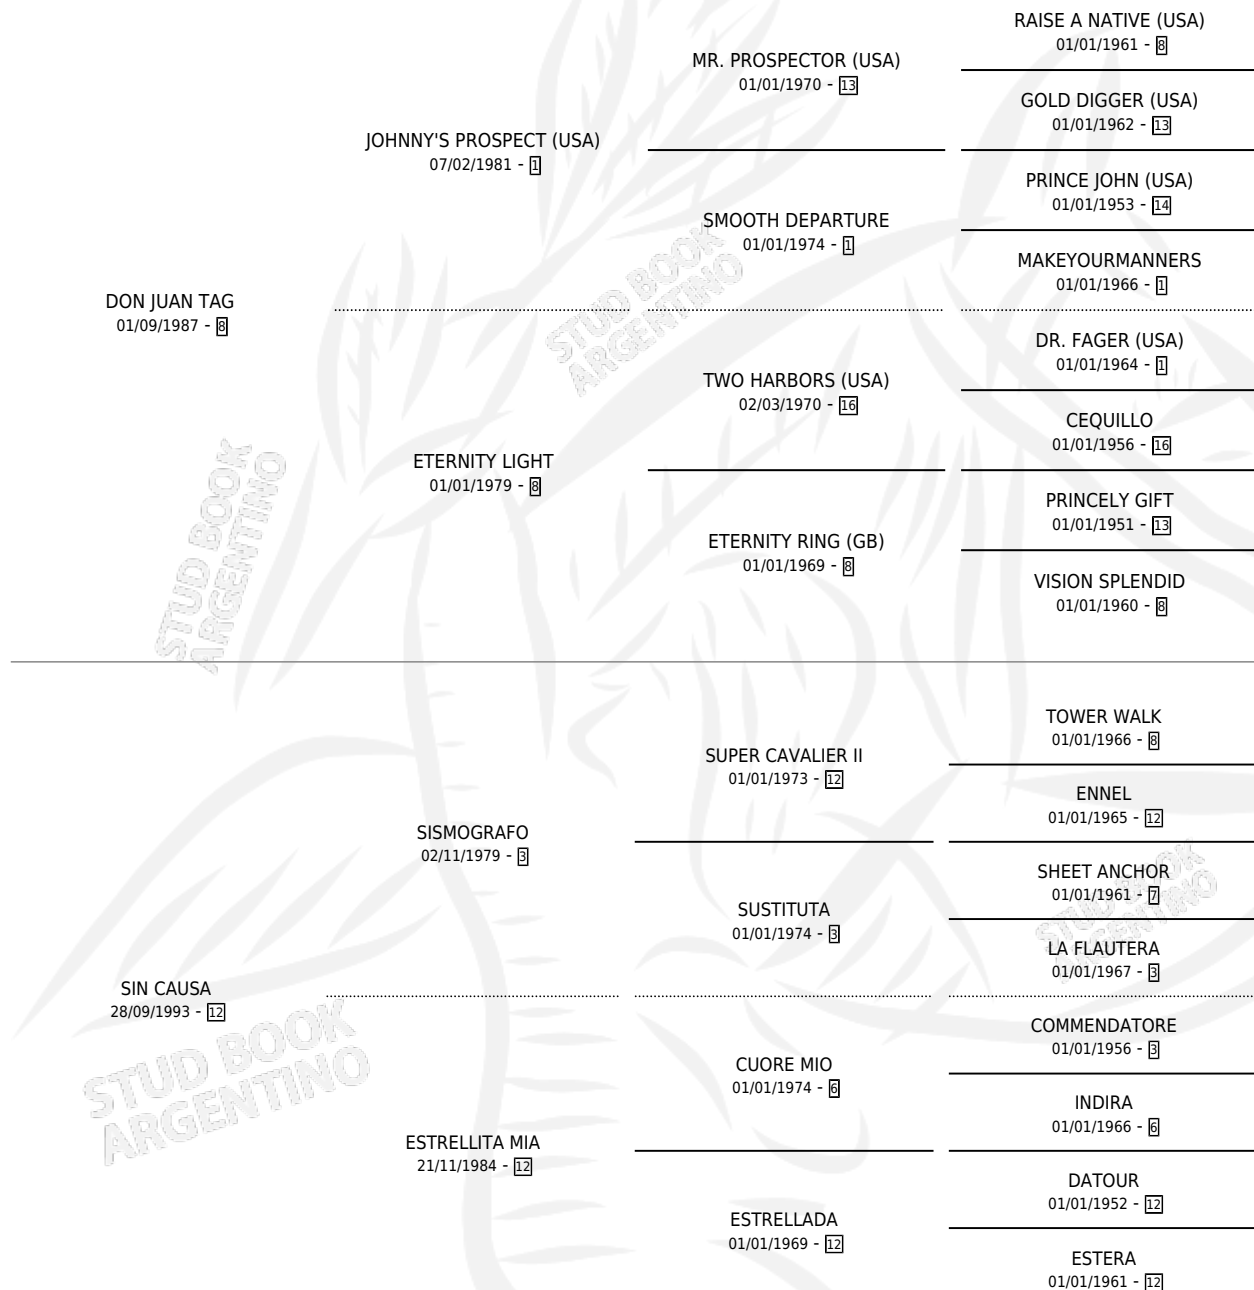 RAISE A NATIVE (USA)
01/01/1961 - 8
MR. PROSPECTOR (USA)
01/01/1970 - 13
GOLD DIGGER (USA)
01/01/1962 - 13
JOHNNY'S PROSPECT (USA)
07/02/1981 - 1
PRINCE JOHN (USA)
01/01/1953 - 14
SMOOTH DEPARTURE
01/01/1974 - 1
MAKEYOURMANNERS
01/01/1966 - 1
DON JUAN TAG
01/09/1987 - 8
DR. FAGER (USA)
01/01/1964 - 1
TWO HARBORS (USA)
02/03/1970 - 16
CEQUILLO
01/01/1956 - 16
ETERNITY LIGHT
01/01/1979 - 8
PRINCELY GIFT
01/01/1951 - 13
ETERNITY RING (GB)
01/01/1969 - 8
VISION SPLENDID
01/01/1960 - 8
STUD BOOK
ARGENTINO
STUD BOOK
ARGENTINO
TOWER WALK
01/01/1966 - 8
SUPER CAVALIER II
01/01/1973 - 12
ENNEL
01/01/1965 - 12
SISMOGRAFO
02/11/1979 - 3
SHEET ANCHOR
01/01/1961 - 7
SUSTITUTA
01/01/1974 - 3
LA FLAUTERA
01/01/1967 - 3
SIN CAUSA
28/09/1993 - 12
COMMENDATORE
01/01/1956 - 3
CUORE MIO
01/01/1974 - 6
INDIRA
01/01/1966 - 6
ESTRELLITA MIA
21/11/1984 - 12
DATOUR
01/01/1952 - 12
ESTRELLADA
01/01/1969 - 12
ESTERA
01/01/1961 - 12
STUD BOOK
ARGENTINO
STUD BOOK
ARGENTINO